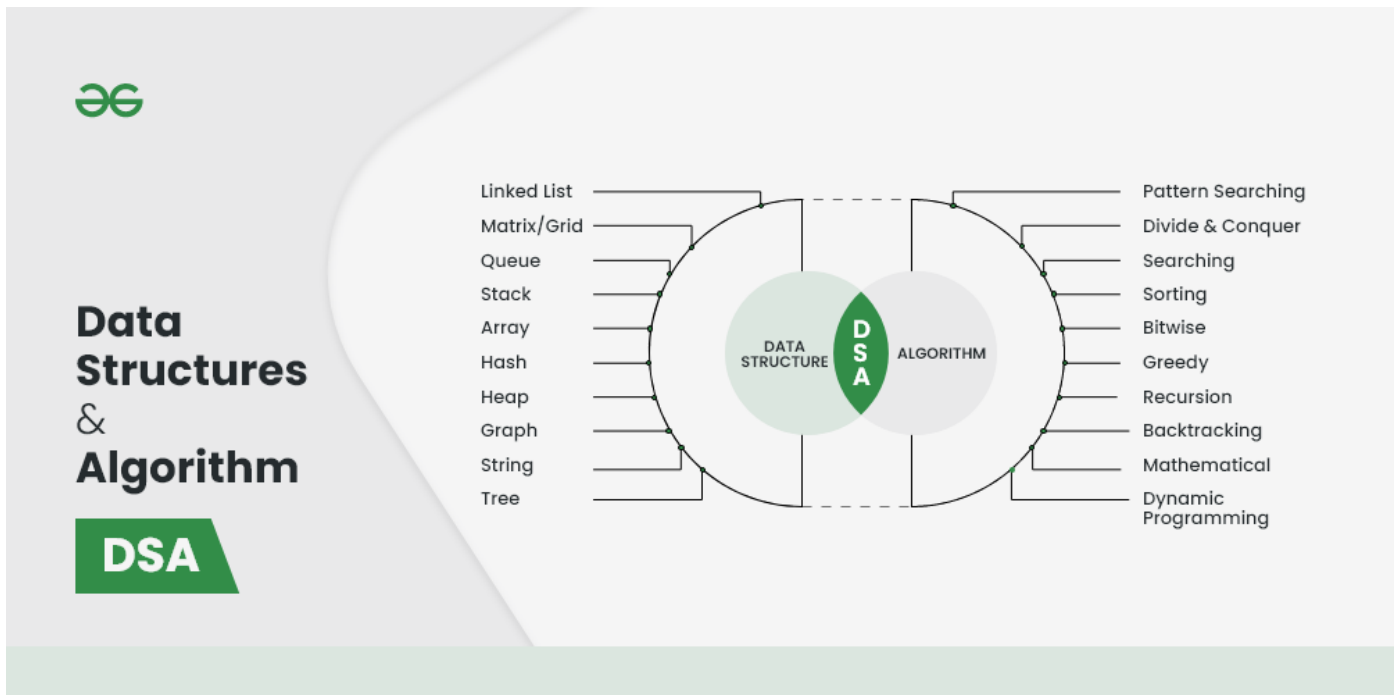 Data
Structures
&
Algorithm
DSA
Linked List
Matrix/Grid
Queue
Stack
Array
Hash
Heap
Graph
String
Tree
DATA
STRUCTURE
D
S
A
ALGORITHM
Pattern Searching
Divide & Conquer
Searching
Sorting
Bitwise
Greedy
Recursion
Backtracking
Mathematical
Dynamic
Programming